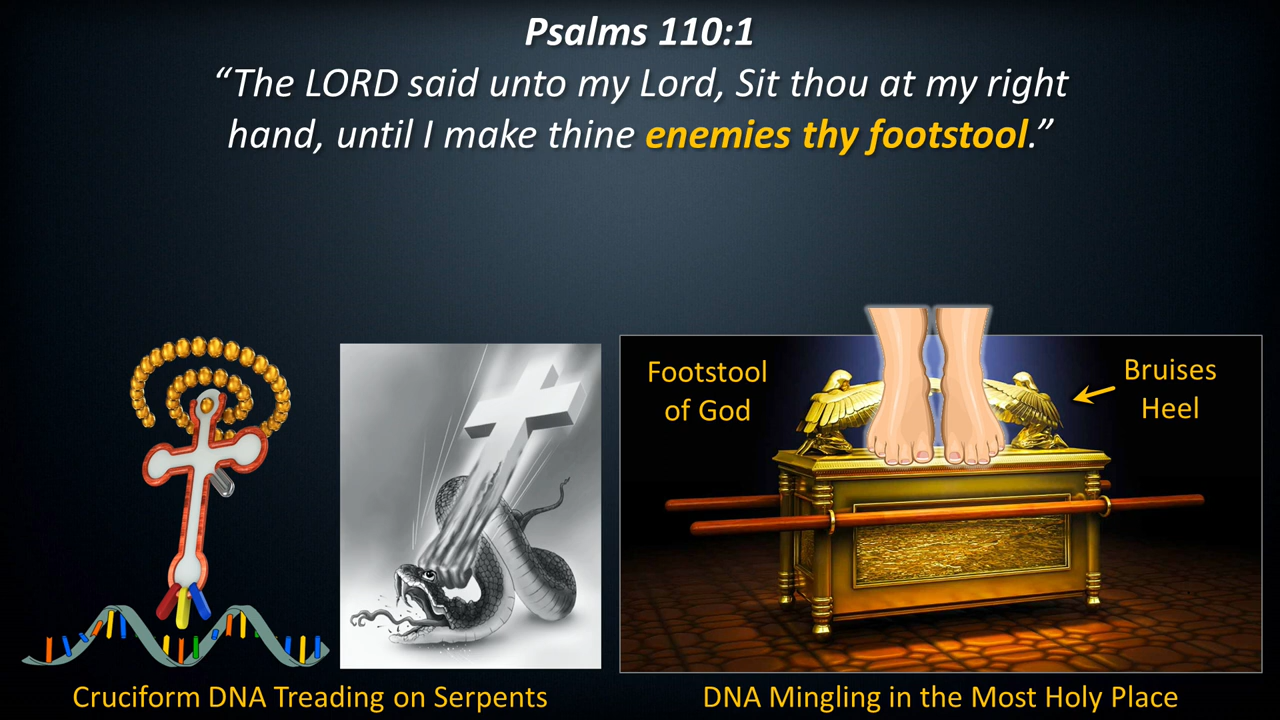 Psalms 110:1
“The LORD said unto my Lord, Sit thou at my right
hand, until I make thine enemies thy footstool.”
Footstool
of God
Bruises
Heel
Cruciform DNA Treading on Serpents
DNA Mingling in the Most Holy Place